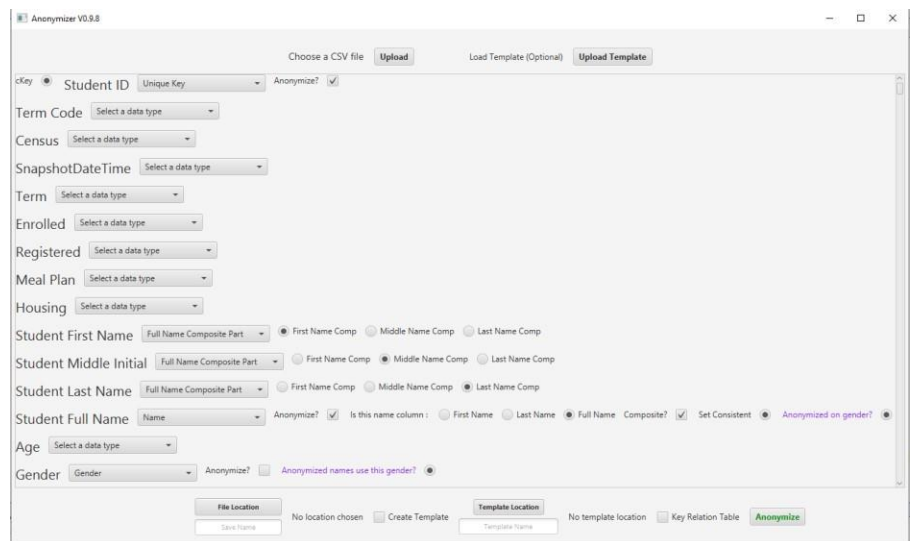 Anonymizer V0.9.8
Choose a CSV file Upload Load Template (Optional) Upload Template
cKey Student ID Unique Key Anonymize?
Term Code Select a data type
Census Select a data type
SnapshotDateTime Select a data type
Term Select a data type
Enrolled Select a data type
Registered Select a data type
Meal Plan Select a data type
Housing Select a data type
Student First Name Full Name Composite Part First Name Comp Middle Name Comp Last Name Comp
Student Middle Initial Full Name Composite Part First Name Comp Middle Name Comp Last Name Comp
Student Last Name Full Name Composite Part First Name Comp Middle Name Comp Last Name Comp
Student Full Name Name Anonymize? Is this name column : First Name Last Name Full Name Composite? Set Consistent Anonymized on gender?
Age Select a data type
Gender Gender Anonymize? Anonymized names use this gender?
File Location No location chosen Create Template Template Location No template location Key Relation Table Anonymize
Save Name Template Name